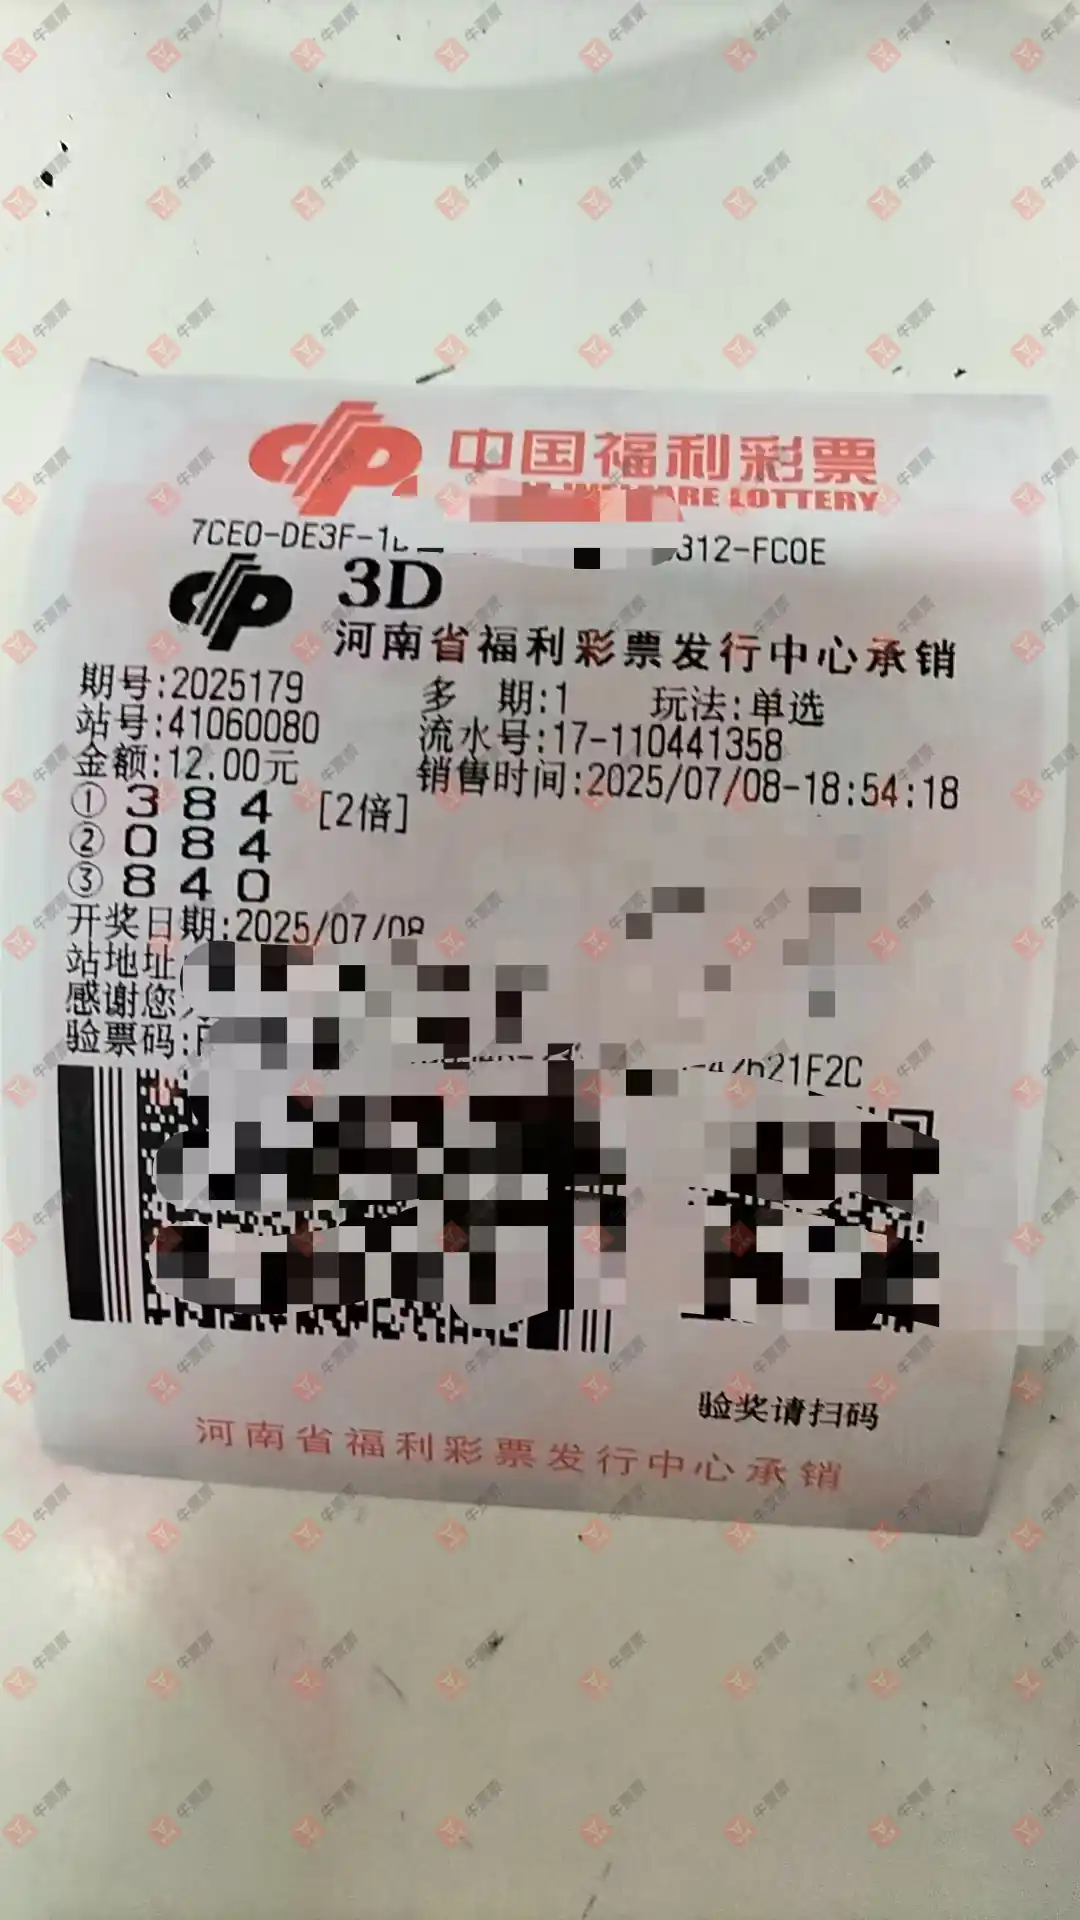 中国福利彩票
LOTTERY
7CE0-DE3F-1
312-FC0E
3D
河南省福利彩票发行中心承销
期号:2025179 多 期:1 玩法:单选
站号:41060080 流水号:17-110441358
金额:12.00元 销售时间:2025/07/08-18:54:18
① 3 8 4 [2倍]
② 0 8 4
③ 8 4 0
开奖日期:2025/07/08
站地址
感谢您
验票码:
21F2C
验奖请扫码
河南省福利彩票发行中心承销
牛票票